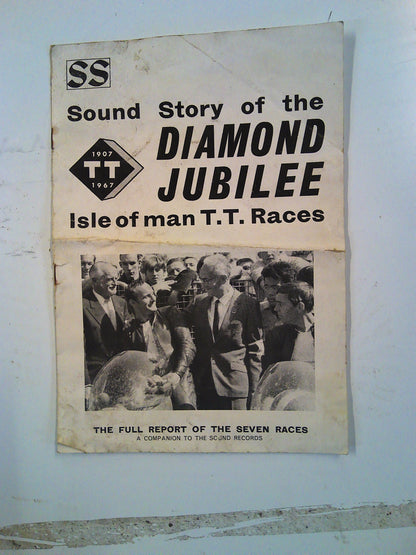 SS
Sound Story of the
1907
TT
1967
DIAMOND
JUBILEE
Isle of man T.T. Races
THE FULL REPORT OF THE SEVEN RACES
A COMPANION TO THE SOUND RECORDS